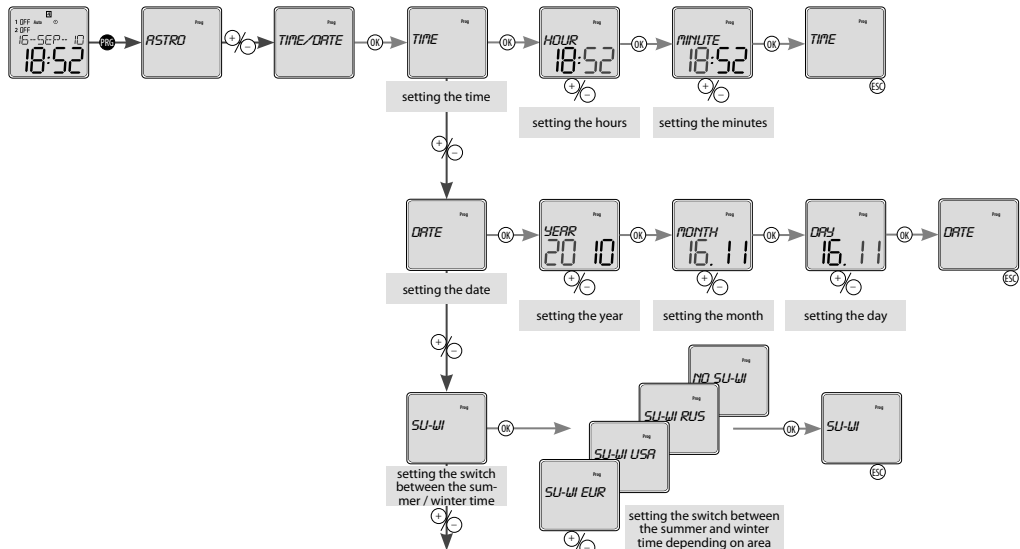 1 OFF Auto
2 OFF
16--SEP-- 10
18:52
PRG
Prog
ASTRO
+/−
Prog
TIME/DATE
OK
Prog
TIME
OK
Prog
HOUR
18:52
+/−
OK
Prog
MINUTE
18:52
+/−
OK
Prog
TIME
ESC
setting the time
setting the hours
setting the minutes
+/−
Prog
DATE
OK
Prog
YEAR
20 10
+/−
OK
Prog
MONTH
16. 11
+/−
OK
Prog
DAY
16. 11
+/−
OK
Prog
DATE
ESC
setting the date
setting the year
setting the month
setting the day
+/−
Prog
SU-WI
OK
Prog
NO SU-WI
Prog
SU-WI RUS
Prog
SU-WI USA
Prog
SU-WI EUR
+/−
OK
Prog
SU-WI
ESC
setting the switch
between the sum-
mer / winter time
+/−
setting the switch between
the summer and winter
time depending on area